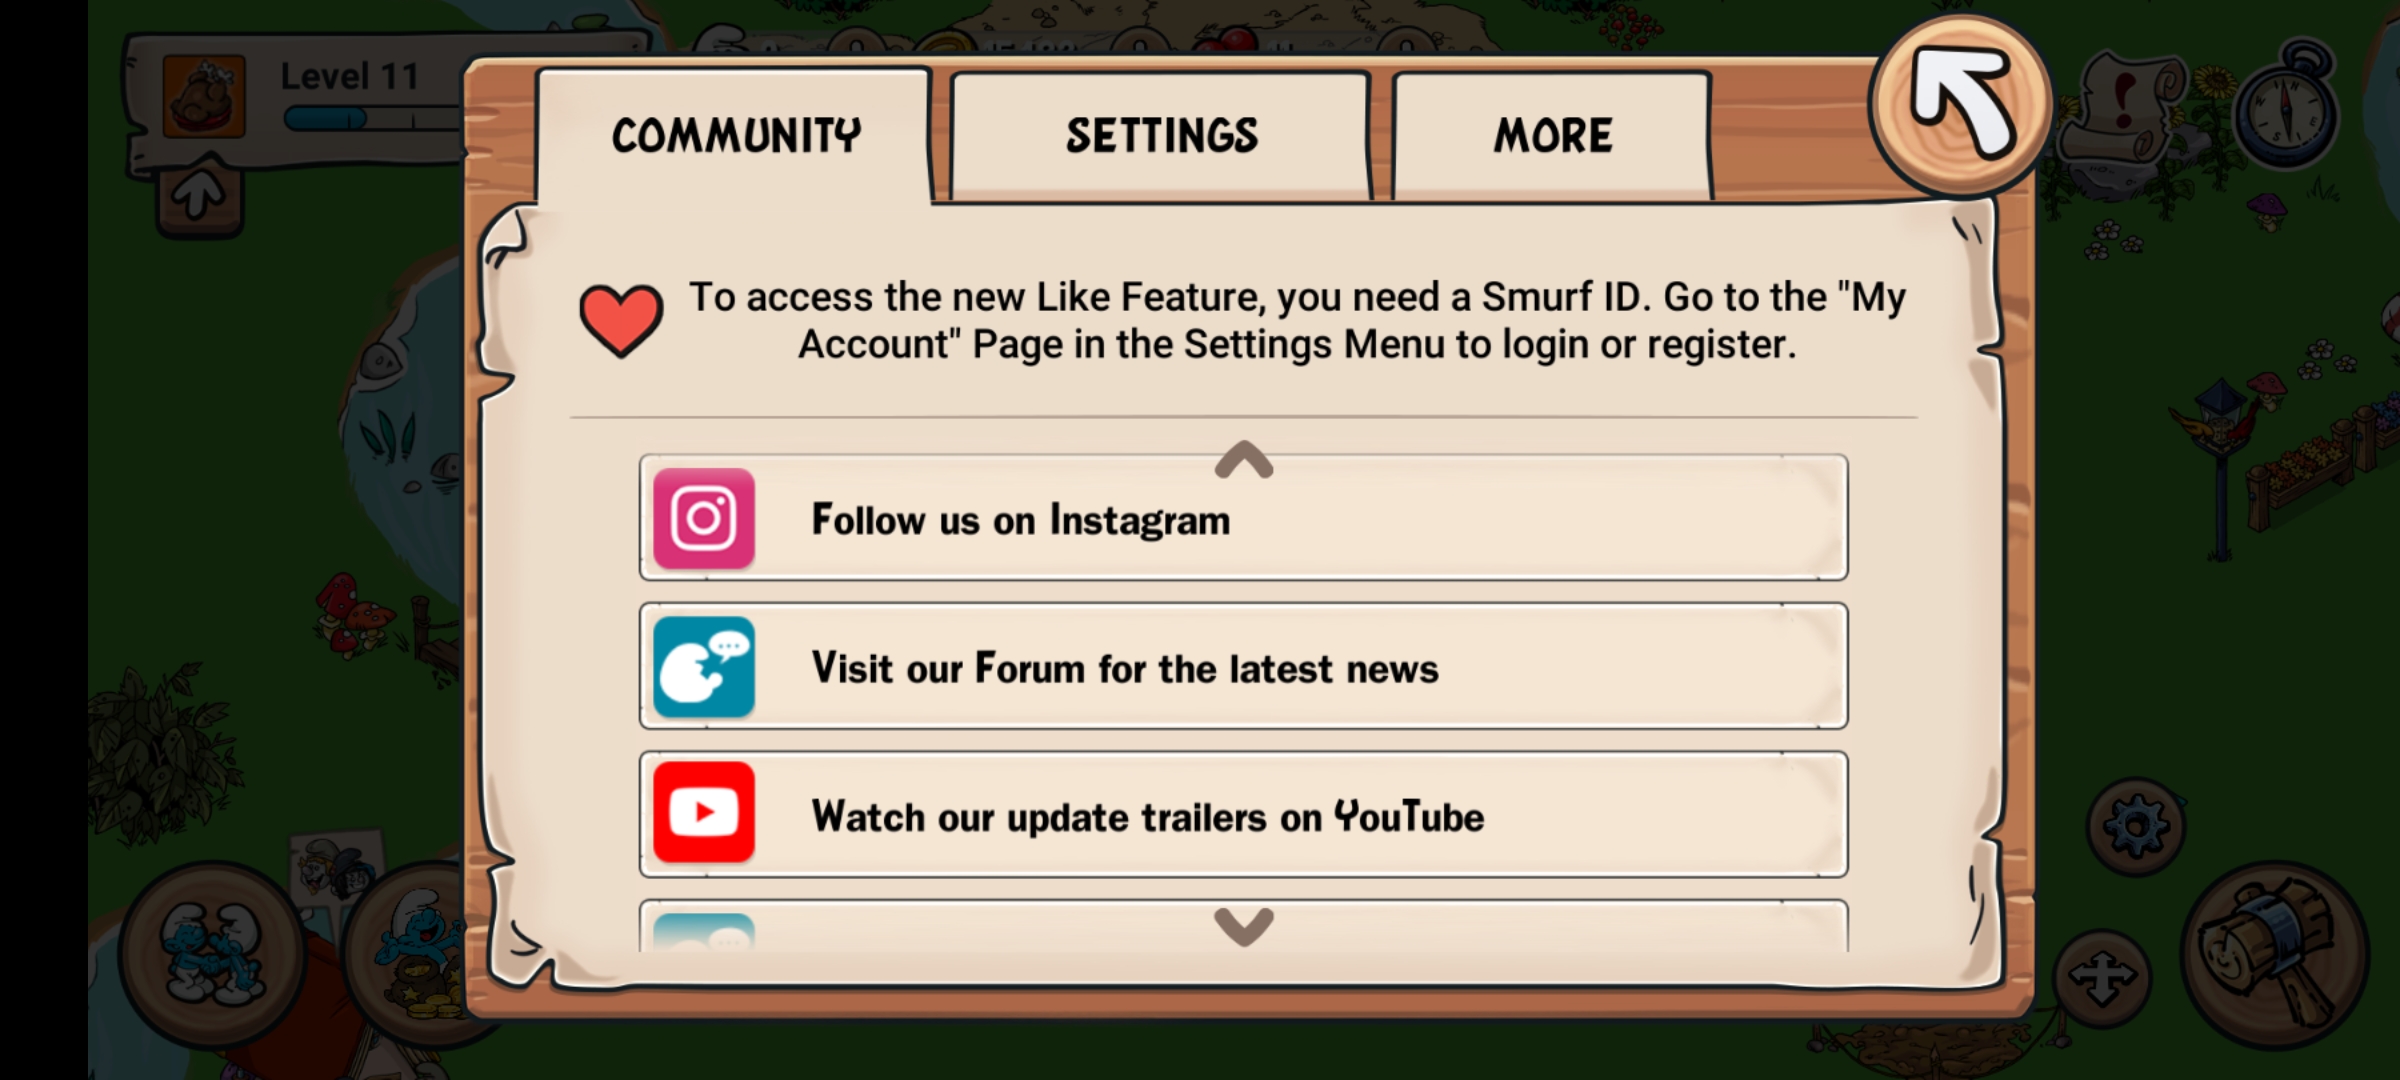 Level 11
COMMUNITY
SETTINGS
MORE
To access the new Like Feature, you need a Smurf ID. Go to the "My
Account" Page in the Settings Menu to login or register.
Follow us on Instagram
Visit our Forum for the latest news
Watch our update trailers on YouTube